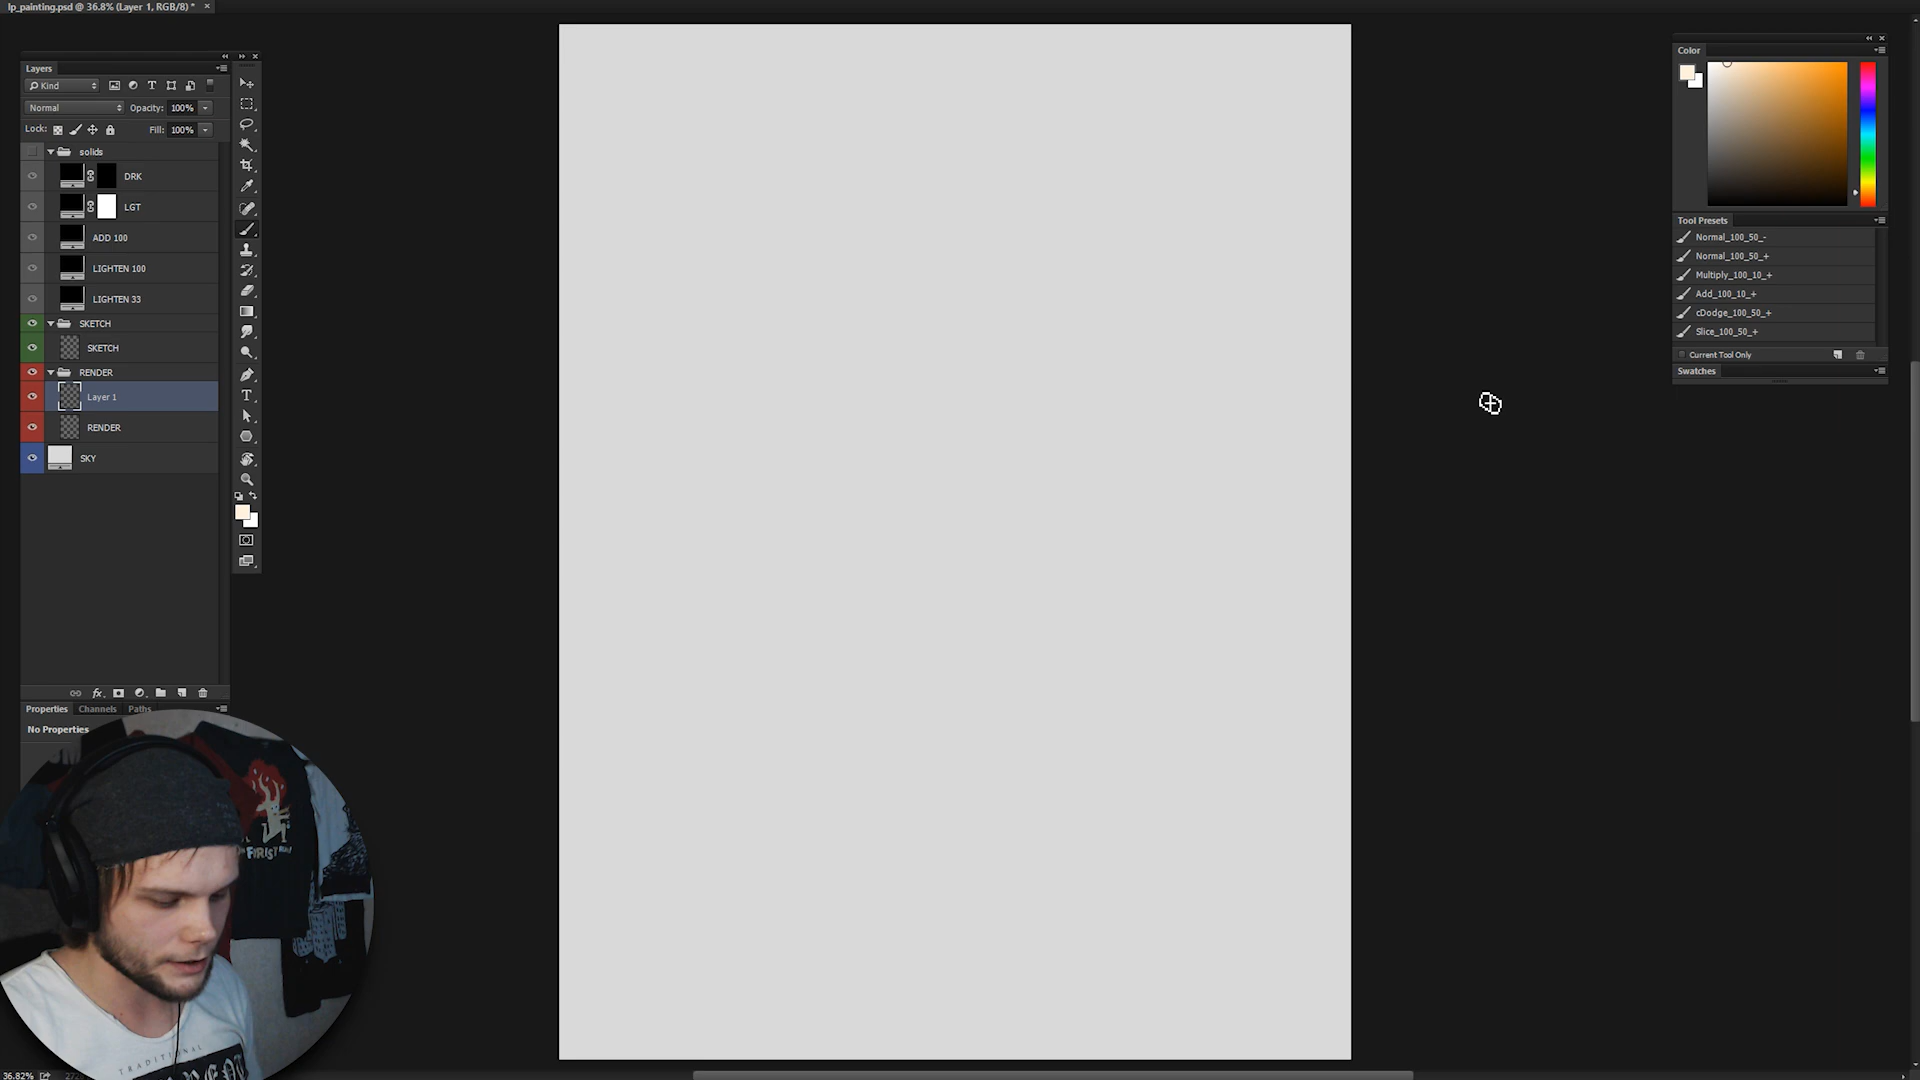 lp_painting.psd @ 36.8% (Layer 1, RGB/8) * ×
Layers
Kind
Normal Opacity: 100%
Lock: Fill: 100%
solids
DRK
LGT
ADD 100
LIGHTEN 100
LIGHTEN 33
SKETCH
SKETCH
RENDER
Layer 1
RENDER
SKY
fx
Properties Channels Paths
No Properties
TRADITIONAL
36.82%
Color
Tool Presets
Normal_100_50_-
Normal_100_50_+
Multiply_100_10_+
Add_100_10_+
cDodge_100_50_+
Slice_100_50_+
Current Tool Only
Swatches